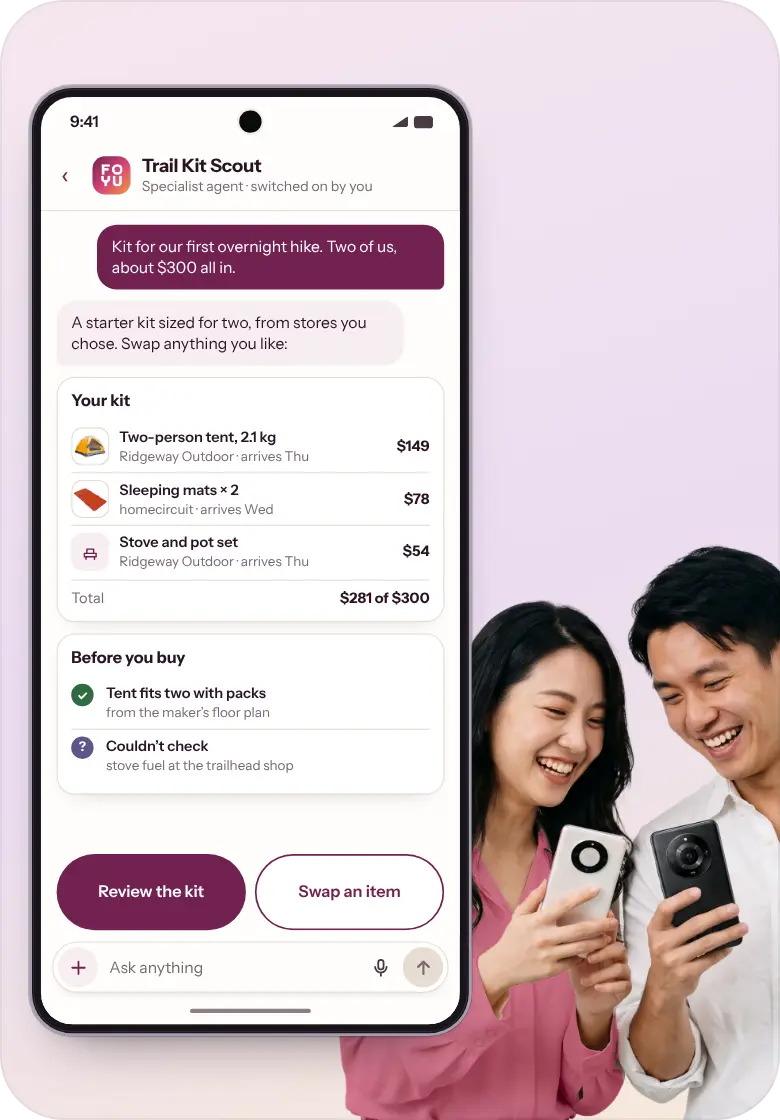 9:41
‹
FO
YU
Trail Kit Scout
Specialist agent · switched on by you
Kit for our first overnight hike. Two of us,
about $300 all in.
A starter kit sized for two, from stores you
chose. Swap anything you like:
Your kit
Two-person tent, 2.1 kg
$149
Ridgeway Outdoor · arrives Thu
Sleeping mats × 2
$78
homecircuit · arrives Wed
Stove and pot set
$54
Ridgeway Outdoor · arrives Thu
Total
$281 of $300
Before you buy
Tent fits two with packs
from the maker's floor plan
?
Couldn't check
stove fuel at the trailhead shop
Review the kit
Swap an item
+
Ask anything